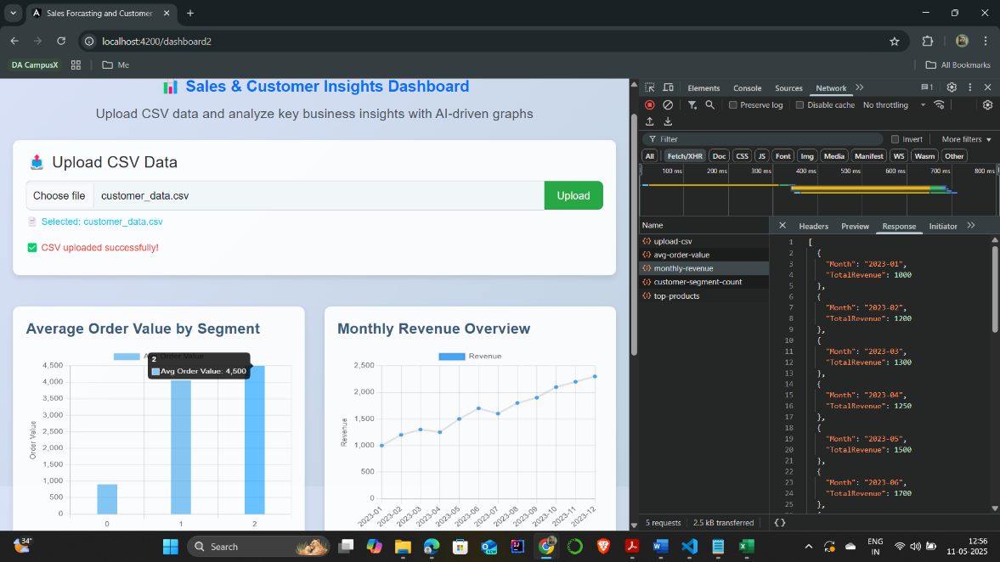 Sales Forcasting and Customer
localhost:4200/dashboard2
DA CampusX
Me
All Bookmarks
Sales & Customer Insights Dashboard
Upload CSV data and analyze key business insights with AI-driven graphs
Upload CSV Data
Choose file customer_data.csv Upload
Selected: customer_data.csv
CSV uploaded successfully!
Average Order Value by Segment
Avg Order Value
2
Avg Order Value: 4,500
4,500
4,000
3,500
3,000
2,500
2,000
1,500
1,000
500
0
Order Value
0 1 2
Monthly Revenue Overview
Revenue
2,500
2,000
1,500
1,000
500
0
Revenue
2023-01 2023-02 2023-03 2023-04 2023-05 2023-06 2023-07 2023-08 2023-09 2023-10 2023-11 2023-12
Elements Console Sources Network 1
Preserve log Disable cache No throttling
Filter Invert More filters
All Fetch/XHR Doc CSS JS Font Img Media Manifest WS Wasm Other
100 ms 200 ms 300 ms 400 ms 500 ms 600 ms 700 ms 800 ms
Name
upload-csv
avg-order-value
monthly-revenue
customer-segment-count
top-products
Headers Preview Response Initiator
1 [
2 {
3 "Month": "2023-01",
4 "TotalRevenue": 1000
5 },
6 {
7 "Month": "2023-02",
8 "TotalRevenue": 1200
9 },
10 {
11 "Month": "2023-03",
12 "TotalRevenue": 1300
13 },
14 {
15 "Month": "2023-04",
16 "TotalRevenue": 1250
17 },
18 {
19 "Month": "2023-05",
20 "TotalRevenue": 1500
21 },
22 {
23 "Month": "2023-06",
24 "TotalRevenue": 1700
25 },
5 requests 2.5 kB transferred {}
34°
Search
ENG
IN
12:56
11-05-2025